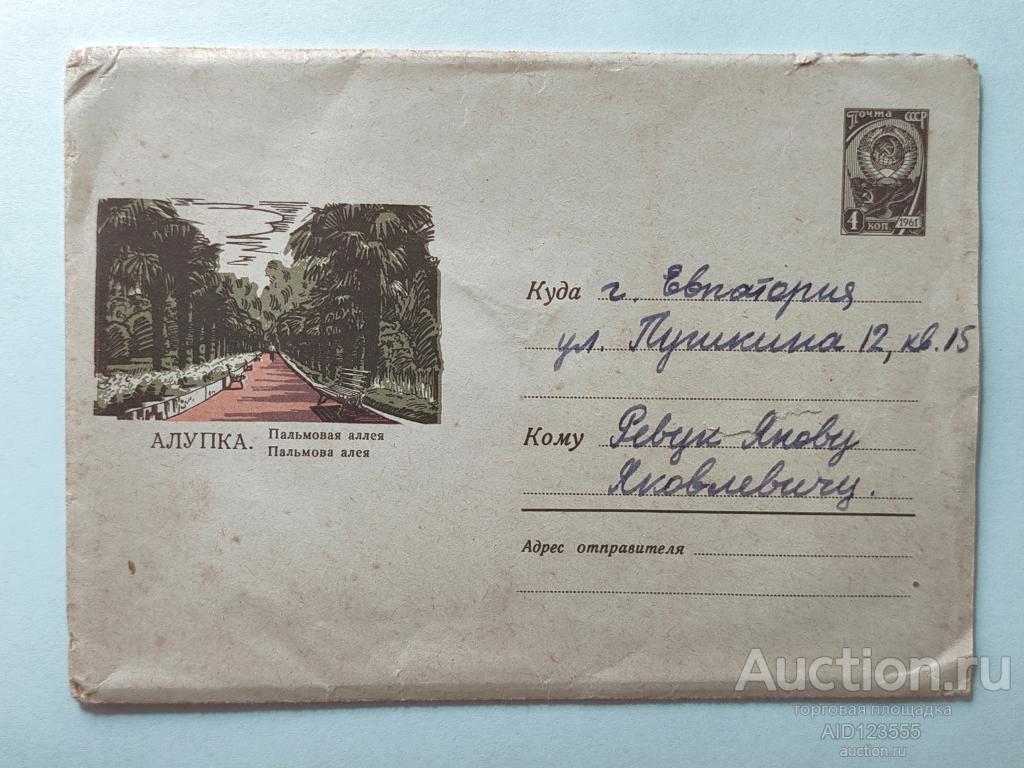 Почта СССР
4 коп 1961
Куда г. Евпатория
ул. Пушкина 12, кв. 15
Кому Ревук Якову
Яковлевичу.
Адрес отправителя
АЛУПКА. Пальмовая аллея
Пальмова алея
Auction.ru
торговая площадка
AID123555
auction.ru